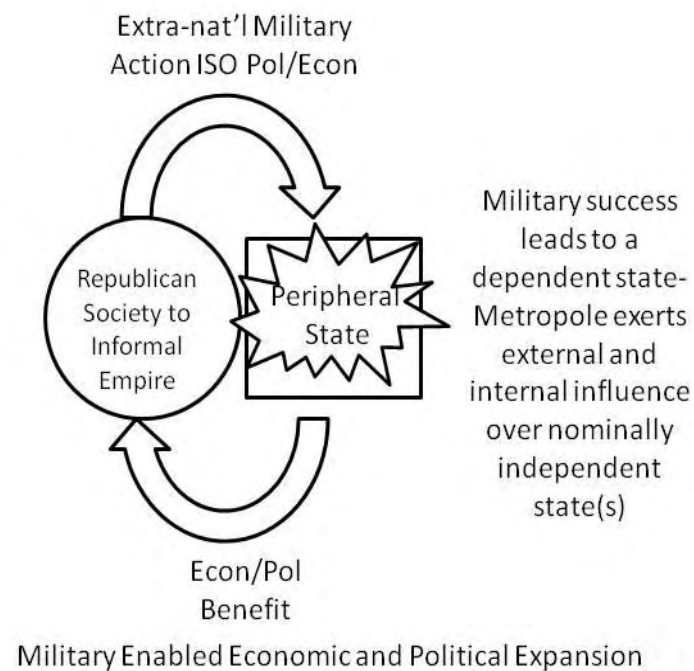 Extra-nat'l Military
Action ISO Pol/Econ
Republican
Society to
Informal
Empire
Peripheral
State
Military success
leads to a
dependent state-
Metropole exerts
external and
internal influence
over nominally
independent
state(s)
Econ/Pol
Benefit
Military Enabled Economic and Political Expansion